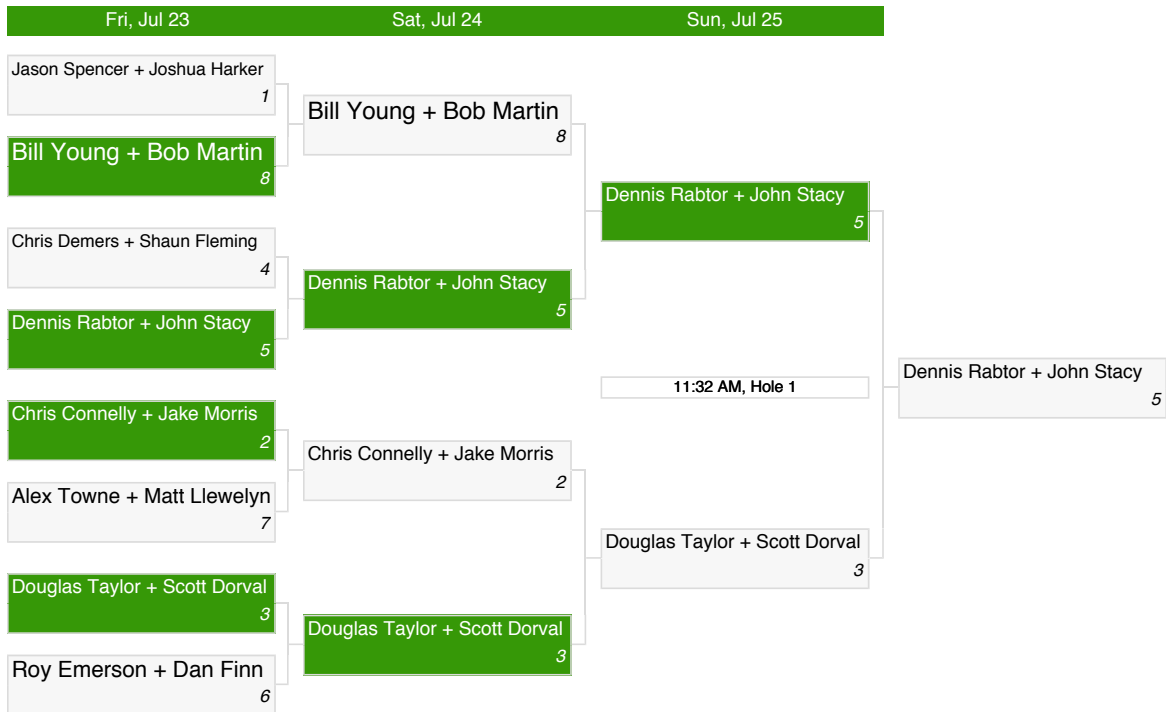 Fri, Jul 23
Sat, Jul 24
Sun, Jul 25
Jason Spencer + Joshua Harker
1
Bill Young + Bob Martin
8
Chris Demers + Shaun Fleming
4
Dennis Rabtor + John Stacy
5
Chris Connelly + Jake Morris
2
Alex Towne + Matt Llewelyn
7
Douglas Taylor + Scott Dorval
3
Roy Emerson + Dan Finn
6
Bill Young + Bob Martin
8
Dennis Rabtor + John Stacy
5
Chris Connelly + Jake Morris
2
Douglas Taylor + Scott Dorval
3
Dennis Rabtor + John Stacy
5
11:32 AM, Hole 1
Douglas Taylor + Scott Dorval
3
Dennis Rabtor + John Stacy
5